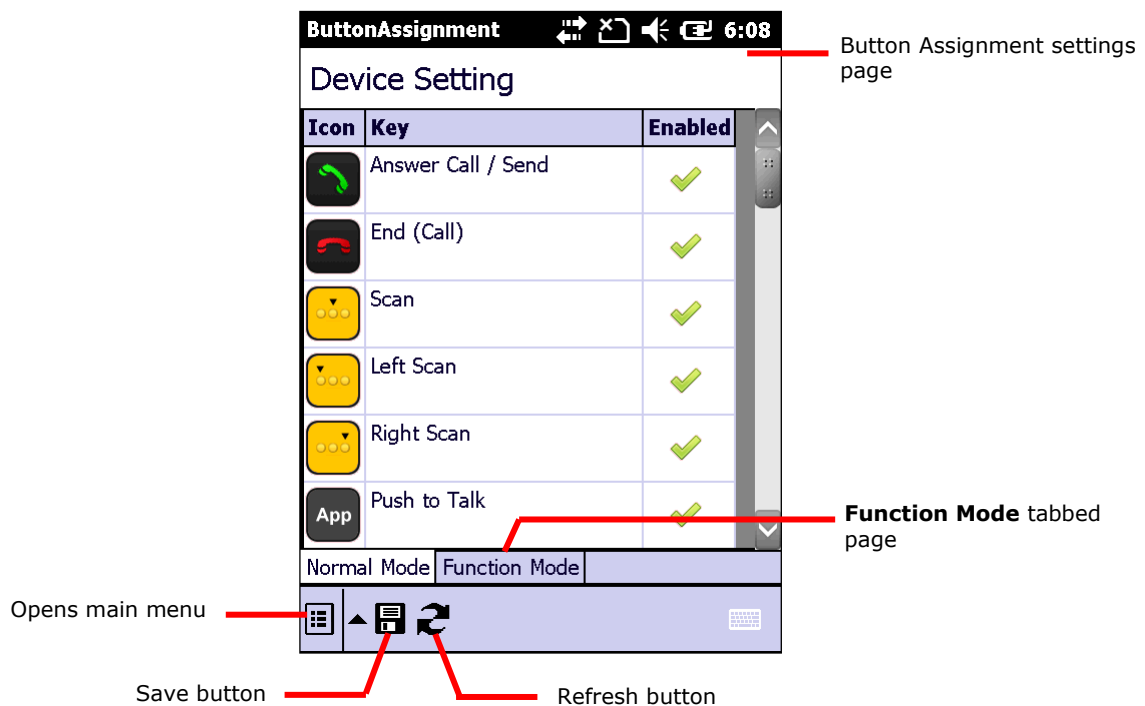 ButtonAssignment 6:08
Button Assignment settings
page
Device Setting
Icon Key Enabled
Answer Call / Send
End (Call)
Scan
Left Scan
Right Scan
App Push to Talk
Function Mode tabbed
page
Normal Mode Function Mode
Opens main menu
Save button
Refresh button